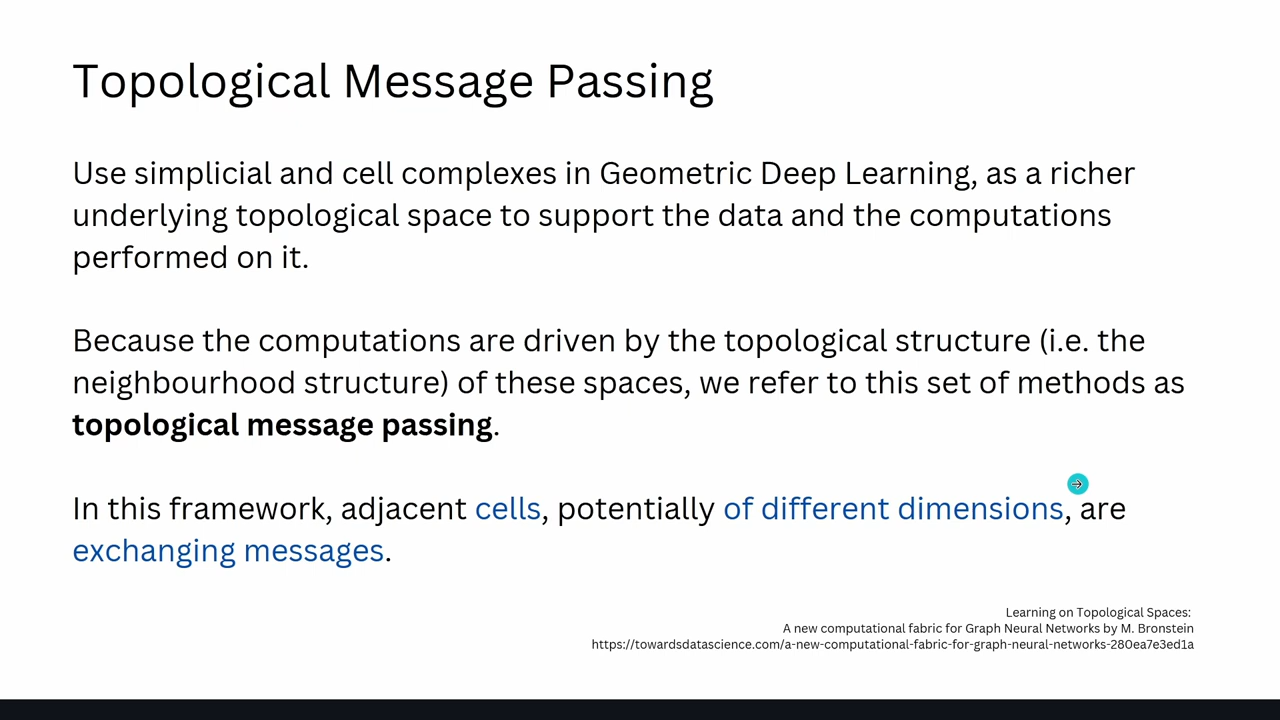 Topological Message Passing
Use simplicial and cell complexes in Geometric Deep Learning, as a richer
underlying topological space to support the data and the computations
performed on it.
Because the computations are driven by the topological structure (i.e. the
neighbourhood structure) of these spaces, we refer to this set of methods as
topological message passing.
In this framework, adjacent cells, potentially of different dimensions, are
exchanging messages.
Learning on Topological Spaces:
A new computational fabric for Graph Neural Networks by M. Bronstein
https://towardsdatascience.com/a-new-computational-fabric-for-graph-neural-networks-280ea7e3ed1a